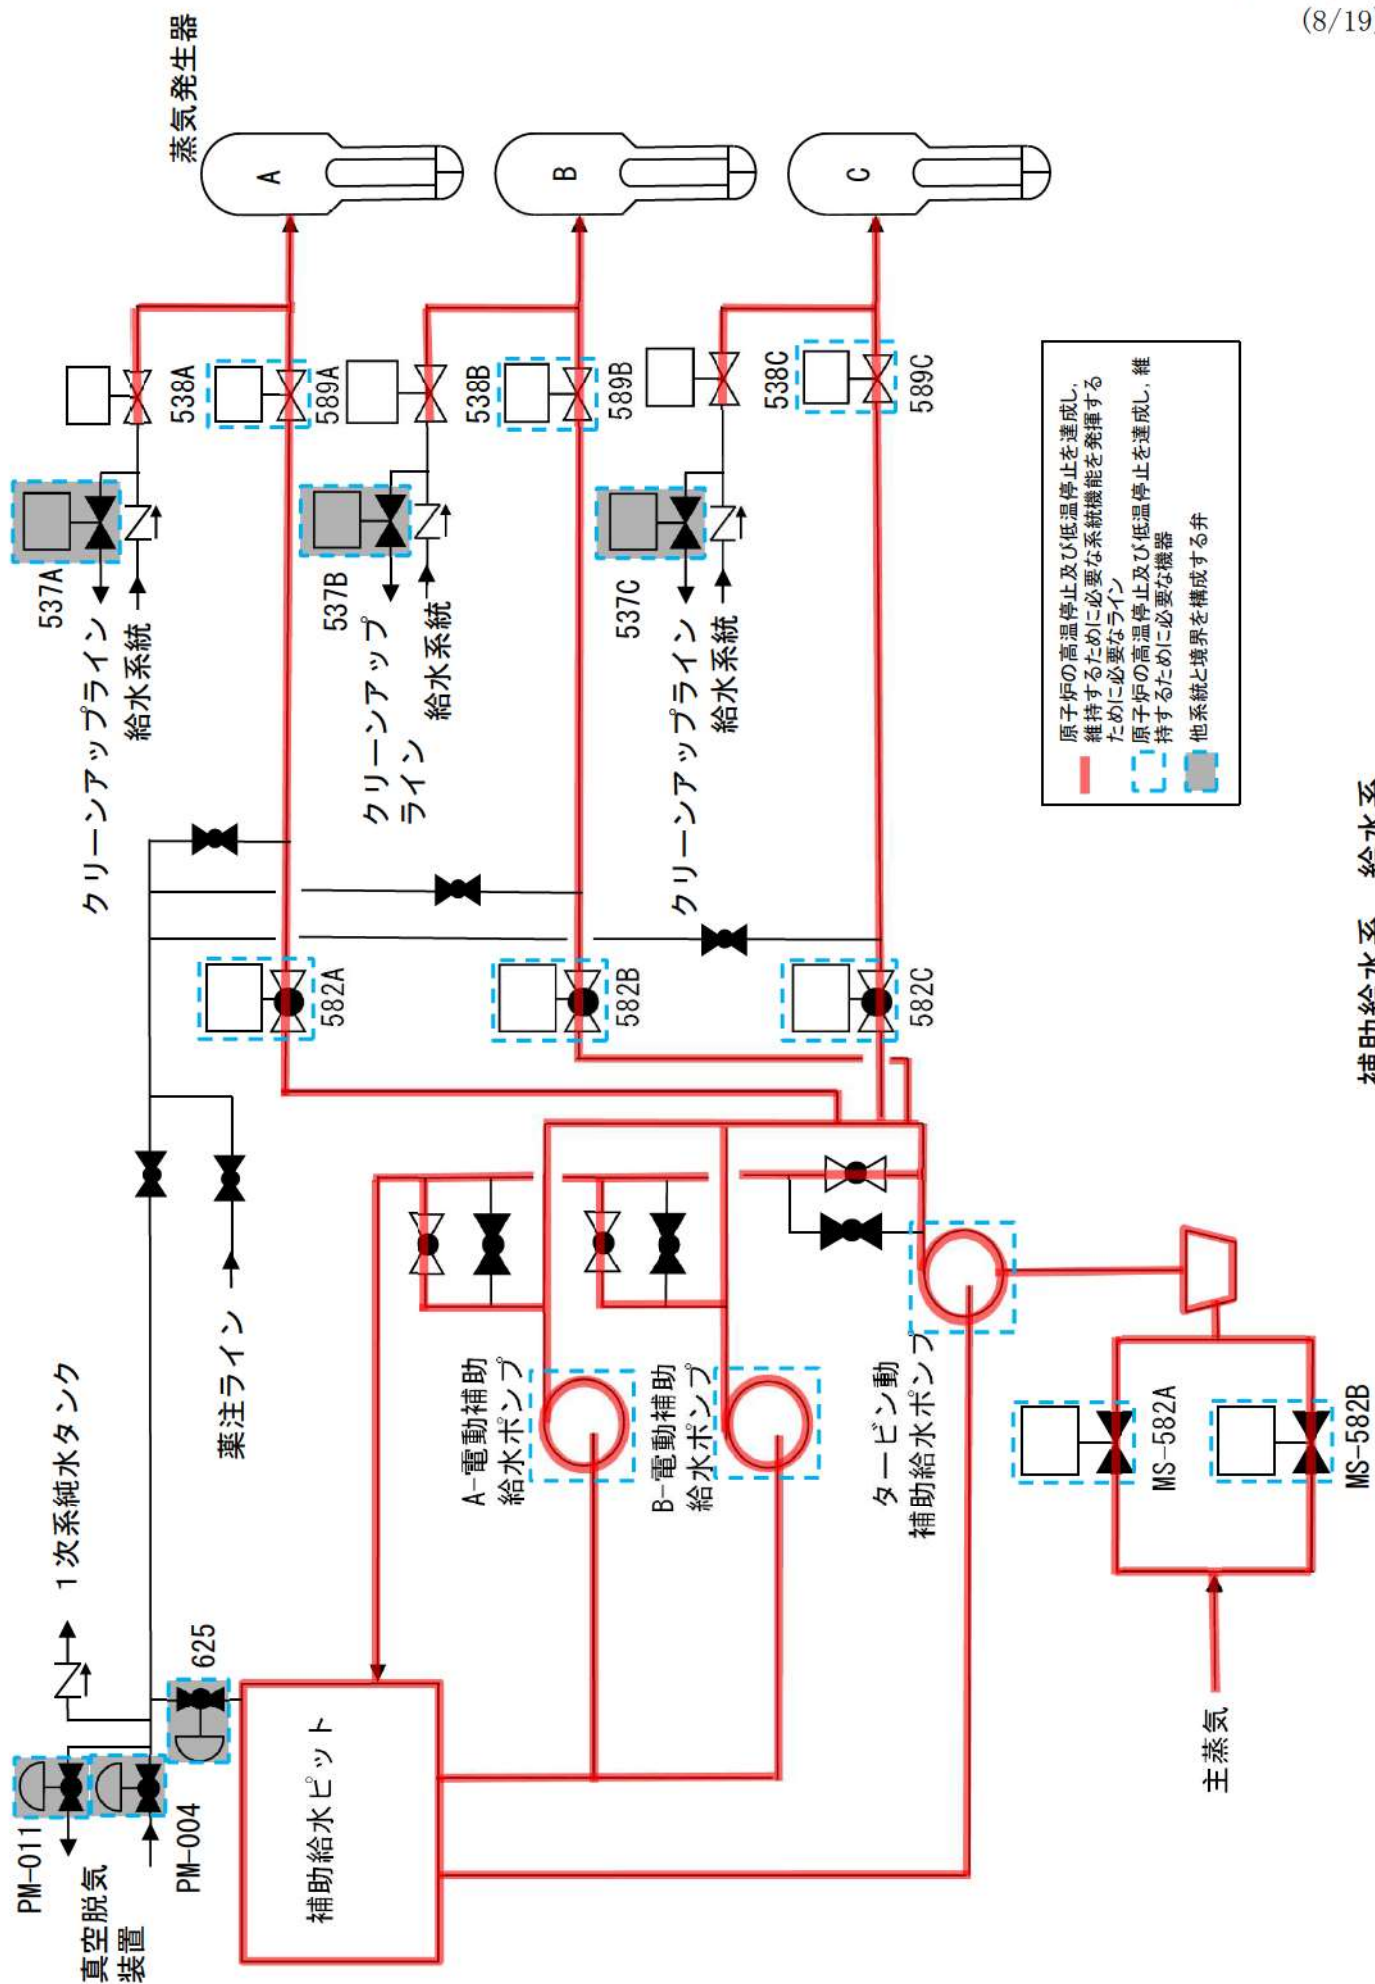 (8/19)
蒸気発生器
A
B
C
538A
589A
538B
589B
538C
589C
537A
クリーンアップライン
給水系統
537B
クリーンアップ
ライン
給水系統
537C
クリーンアップライン
給水系統
582A
582B
582C
薬注ライン
1次系純水タンク
625
PM-011
真空脱気
装置
PM-004
補助給水ピット
A-電動補助
給水ポンプ
B-電動補助
給水ポンプ
タービン動
補助給水ポンプ
MS-582A
MS-582B
主蒸気
原子炉の高温停止及び低温停止を達成し,
維持するために必要な系統機能を発揮する
ために必要なライン
原子炉の高温停止及び低温停止を達成し, 維
持するために必要な機器
他系統と境界を構成する弁
補助給水系 給水系